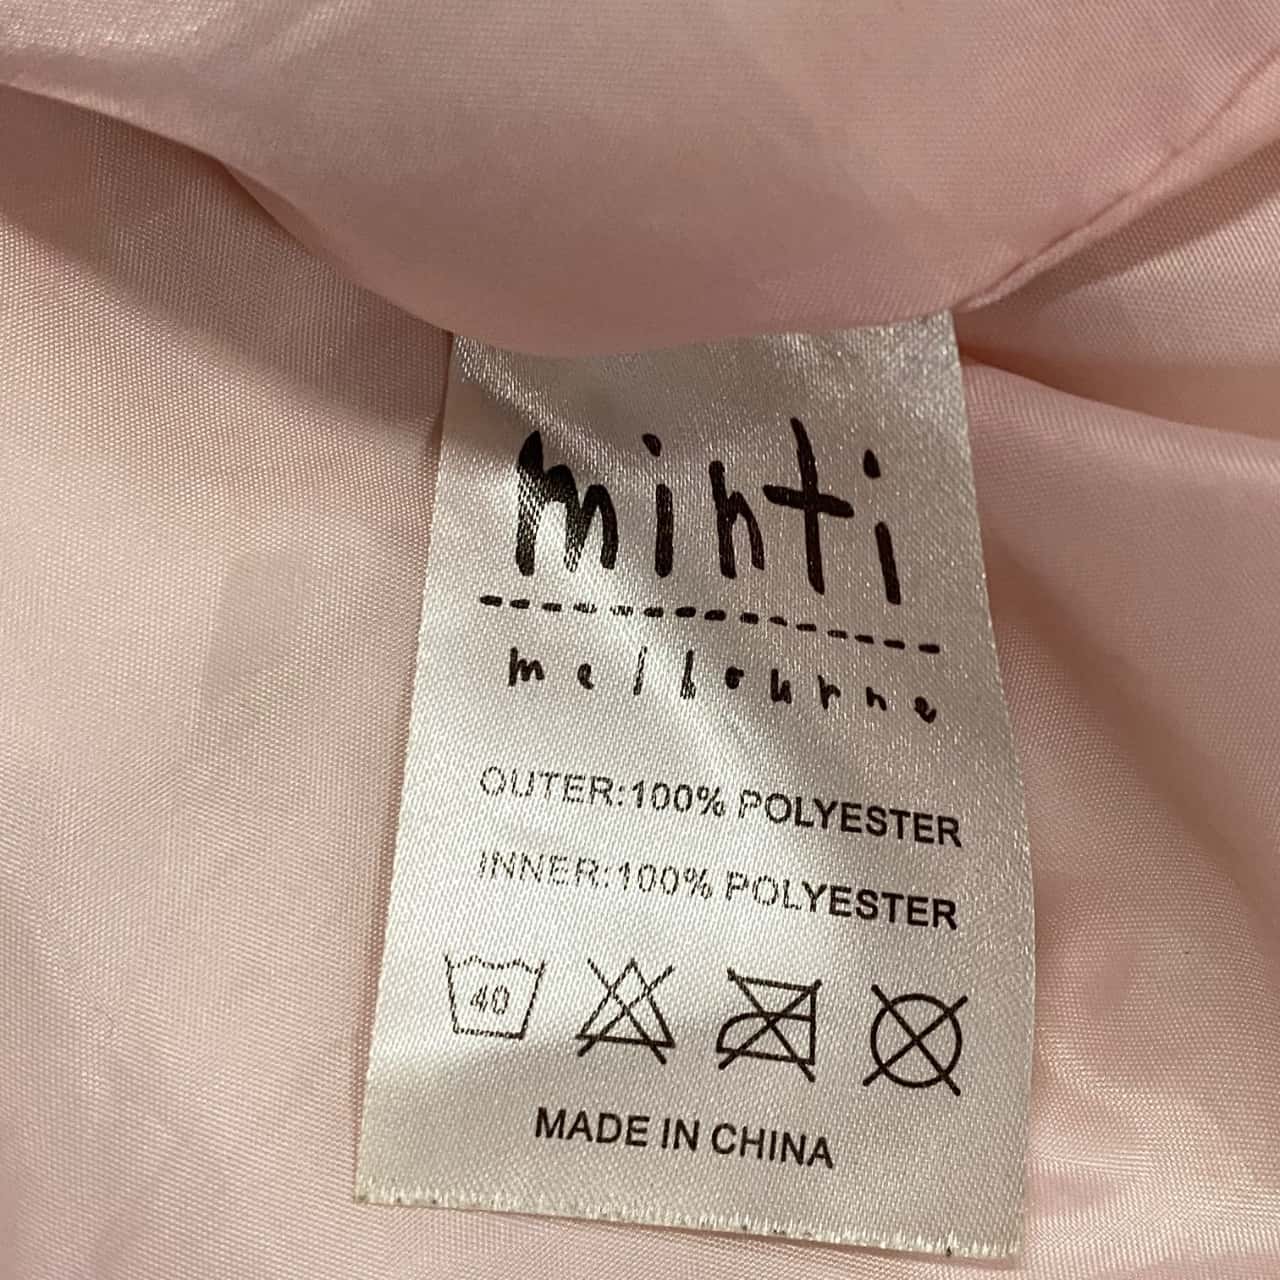 minti
melbourne
OUTER:100% POLYESTER
INNER:100% POLYESTER
40
MADE IN CHINA